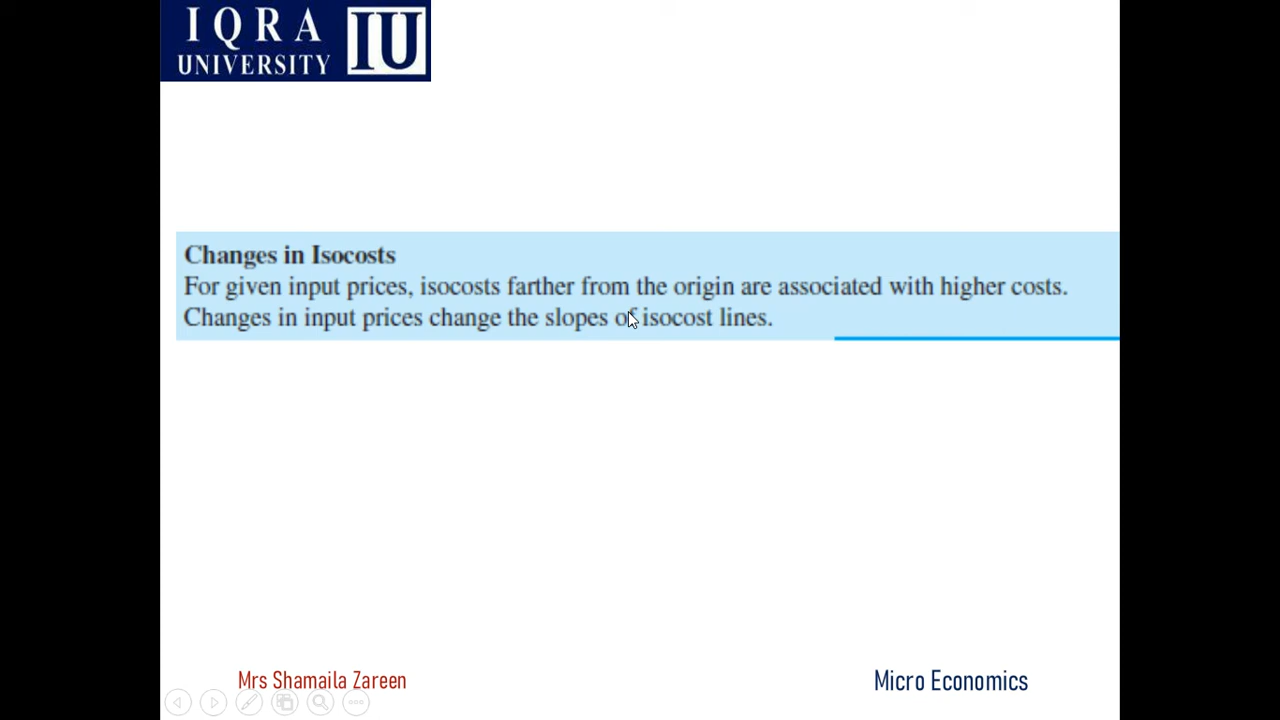 IQRA
UNIVERSITY
IU
Changes in Isocosts
For given input prices, isocosts farther from the origin are associated with higher costs.
Changes in input prices change the slopes of isocost lines.
Mrs Shamaila Zareen
Micro Economics